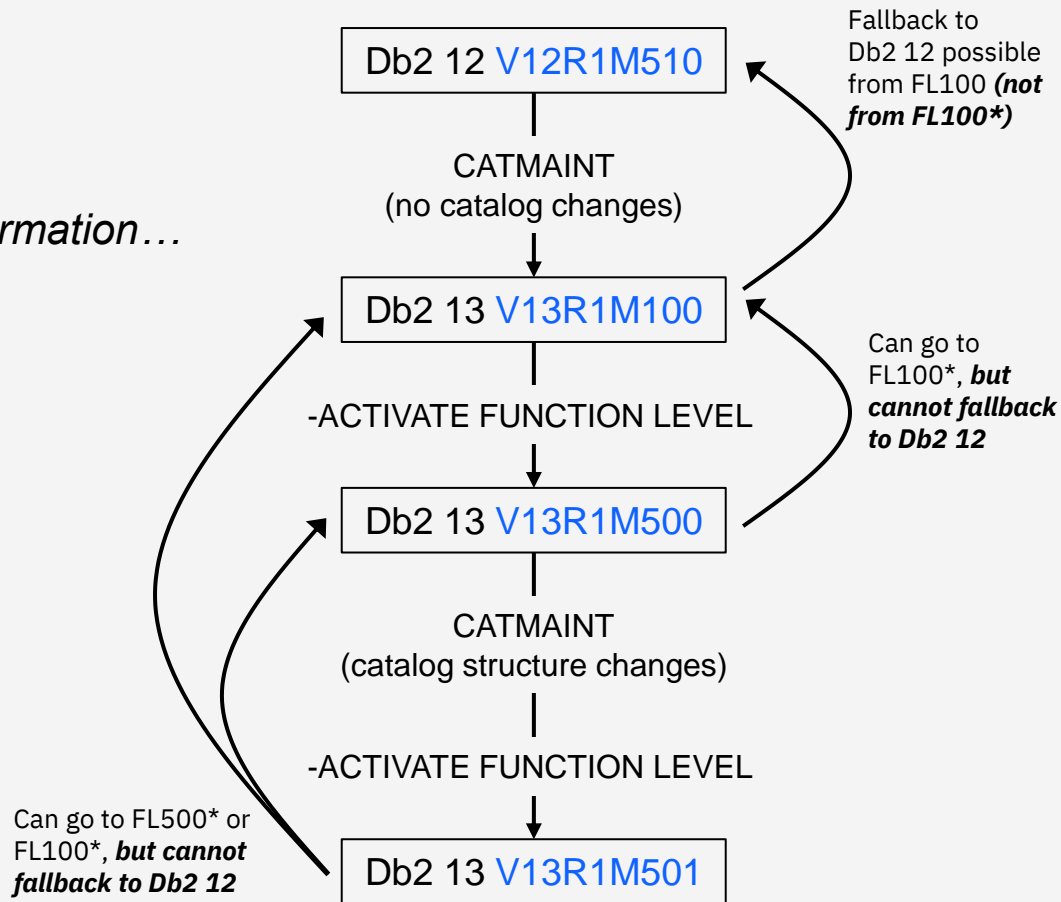 Fallback to
Db2 12 possible
from FL100 (not
from FL100*)
Db2 12 V12R1M510
CATMAINT
(no catalog changes)
rmation…
Db2 13 V13R1M100
Can go to
FL100*, but
cannot fallback
to Db2 12
-ACTIVATE FUNCTION LEVEL
Db2 13 V13R1M500
CATMAINT
(catalog structure changes)
-ACTIVATE FUNCTION LEVEL
Can go to FL500* or
FL100*, but cannot
fallback to Db2 12
Db2 13 V13R1M501